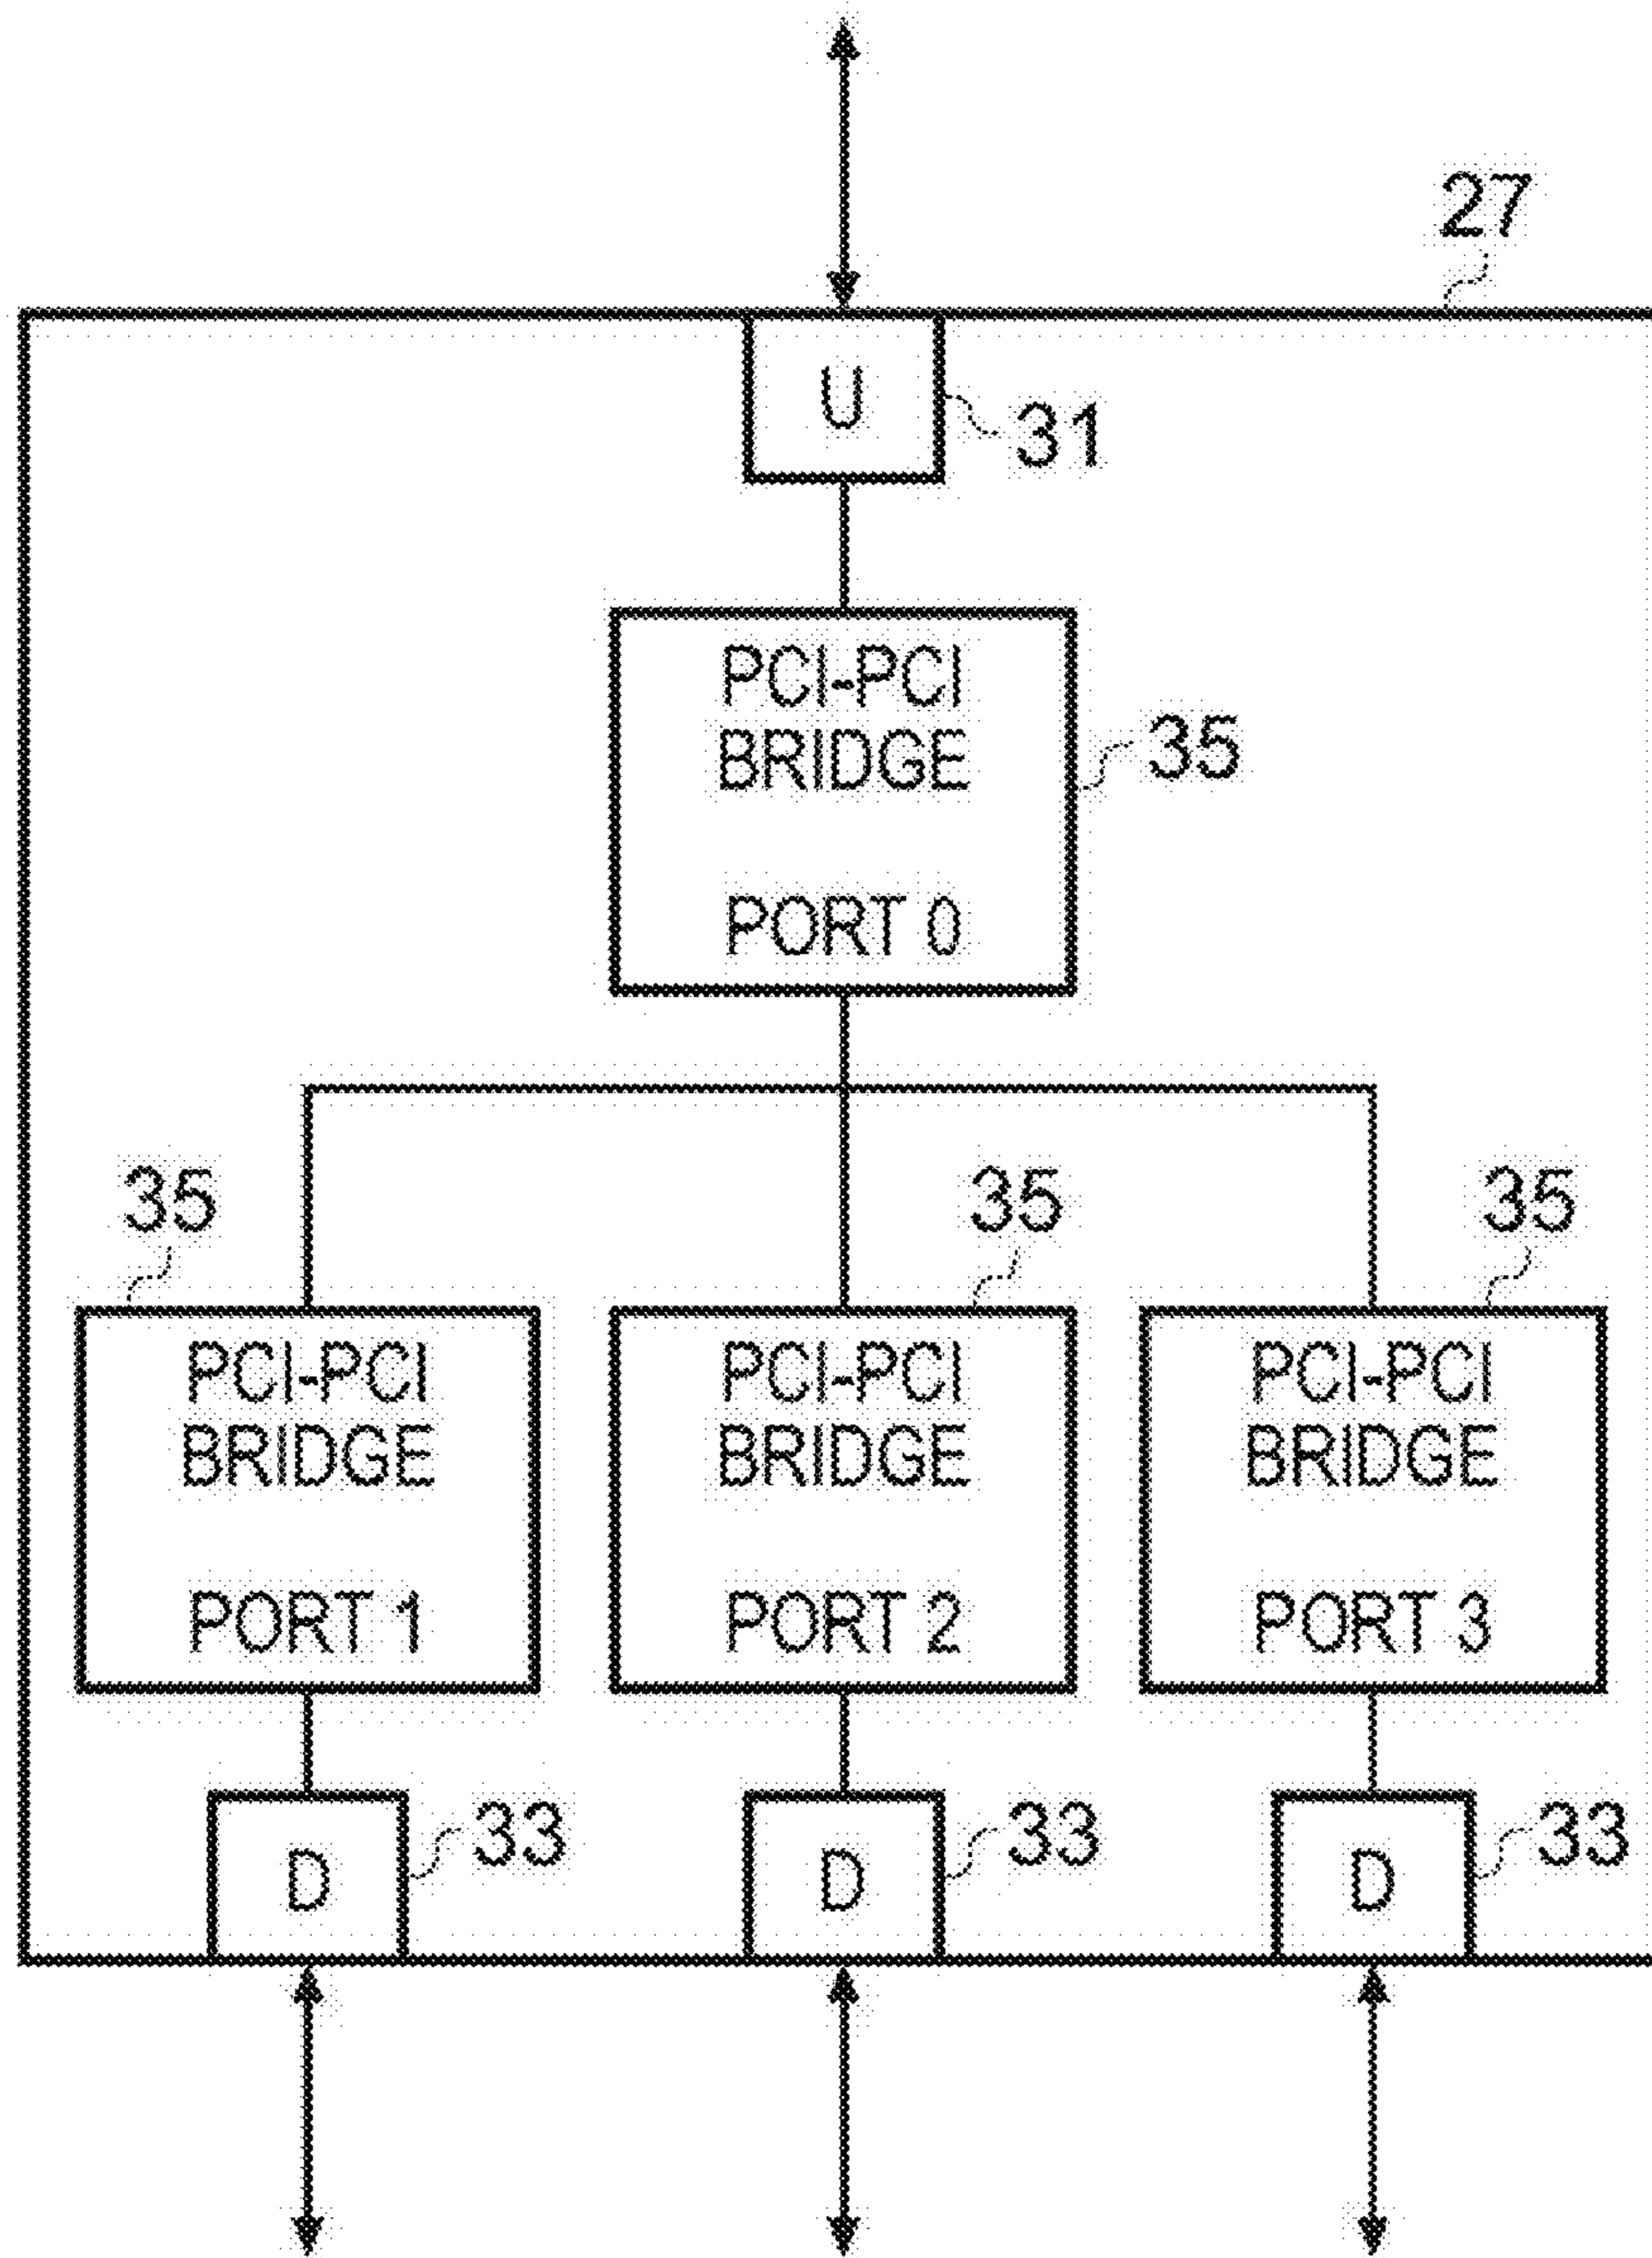 27
U
31
PCI-PCI
BRIDGE
PORT 0
35
35
35
35
PCI-PCI
BRIDGE
PORT 1
PCI-PCI
BRIDGE
PORT 2
PCI-PCI
BRIDGE
PORT 3
D
33
D
33
D
33